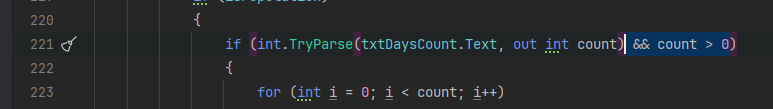 220 {
221 if (int.TryParse(txtDaysCount.Text, out int count) && count > 0)
222 {
223 for (int i = 0; i < count; i++)